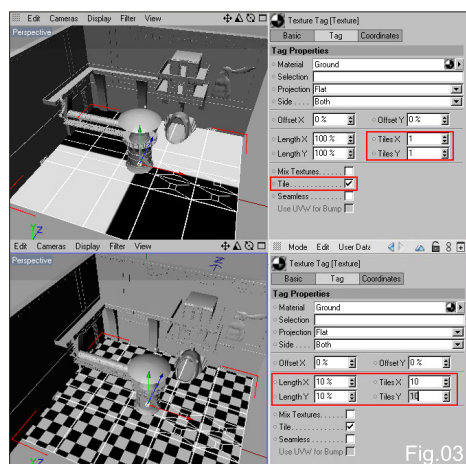 Edit Cameras Display Filter View
Perspective
Y Z
Texture Tag [Texture]
Basic Tag Coordinates
Tag Properties
Material Ground
Selection
Projection Flat
Side . . . . Both
Offset X 0 % Offset Y 0 %
Length X 100 % Tiles X 1
Length Y 100 % Tiles Y 1
Mix Textures . . . . .
Tile . . . . . . . . . . . .
Seamless . . . . . . .
Use UVW for Bump
Edit Cameras Display Filter View
Perspective
Y Z
Mode Edit User Data
Texture Tag [Texture]
Basic Tag Coordinates
Tag Properties
Material Ground
Selection
Projection Flat
Side . . . . Both
Offset X 0 % Offset Y 0 %
Length X 10 % Tiles X 10
Length Y 10 % Tiles Y 10
Mix Textures . . . . .
Tile . . . . . . . . . . . .
Seamless . . . . . . .
Use UVW for Bump
Fig.03